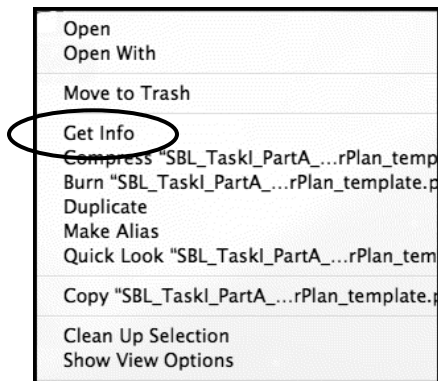 Open
Open With
Move to Trash
Get Info
Compress "SBL_TaskI_PartA_...rPlan_temp
Burn "SBL_TaskI_PartA_...rPlan_template.p
Duplicate
Make Alias
Quick Look "SBL_TaskI_PartA_...rPlan_tem
Copy "SBL_TaskI_PartA_...rPlan_template.p
Clean Up Selection
Show View Options